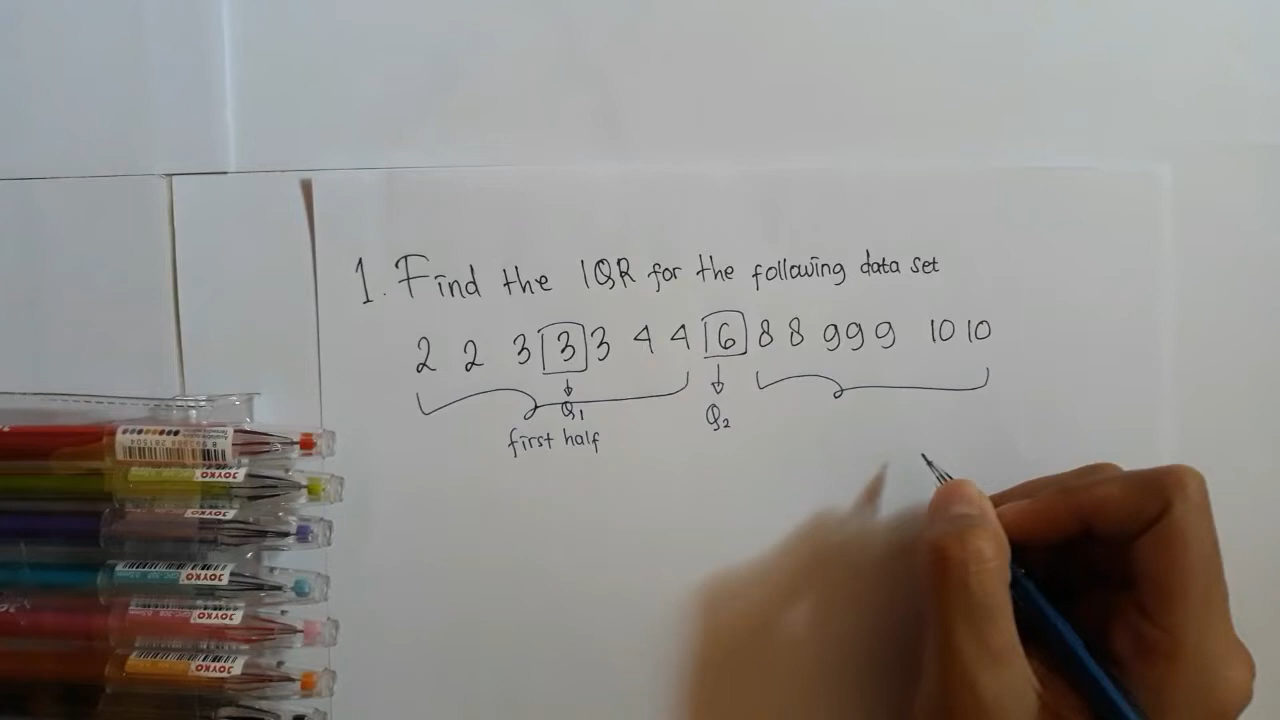 1. Find the IQR for the following data set
2 2 3 3 3 4 4 6 8 8 9 9 9 10 10
Q1 Q2
first half
JOYKO
JOYKO
JOYKO
JOYKO
JOYKO
JOYKO